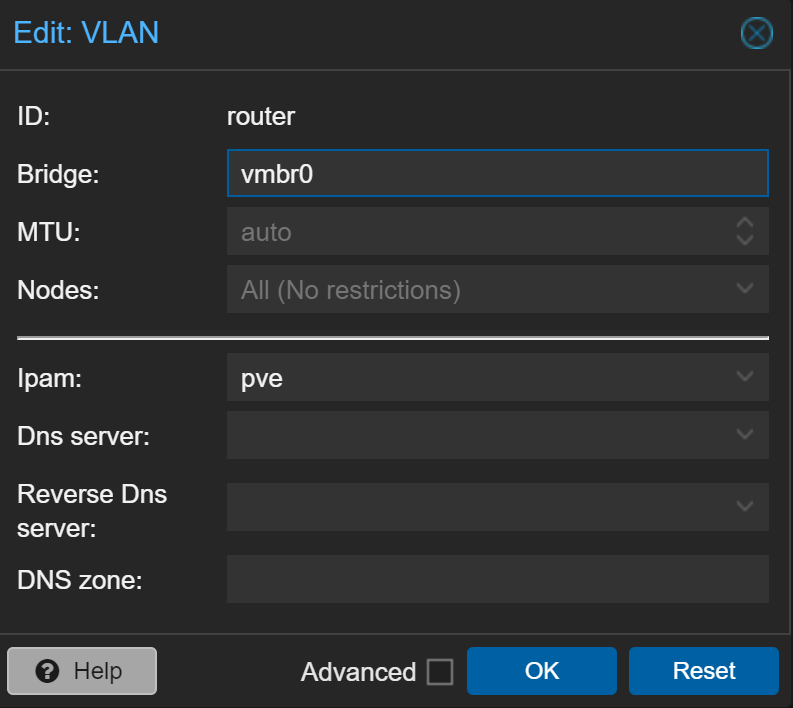 Edit: VLAN
ID: router
Bridge: vmbr0
MTU: auto
Nodes: All (No restrictions)
Ipam: pve
Dns server:
Reverse Dns
server:
DNS zone:
? Help Advanced OK Reset